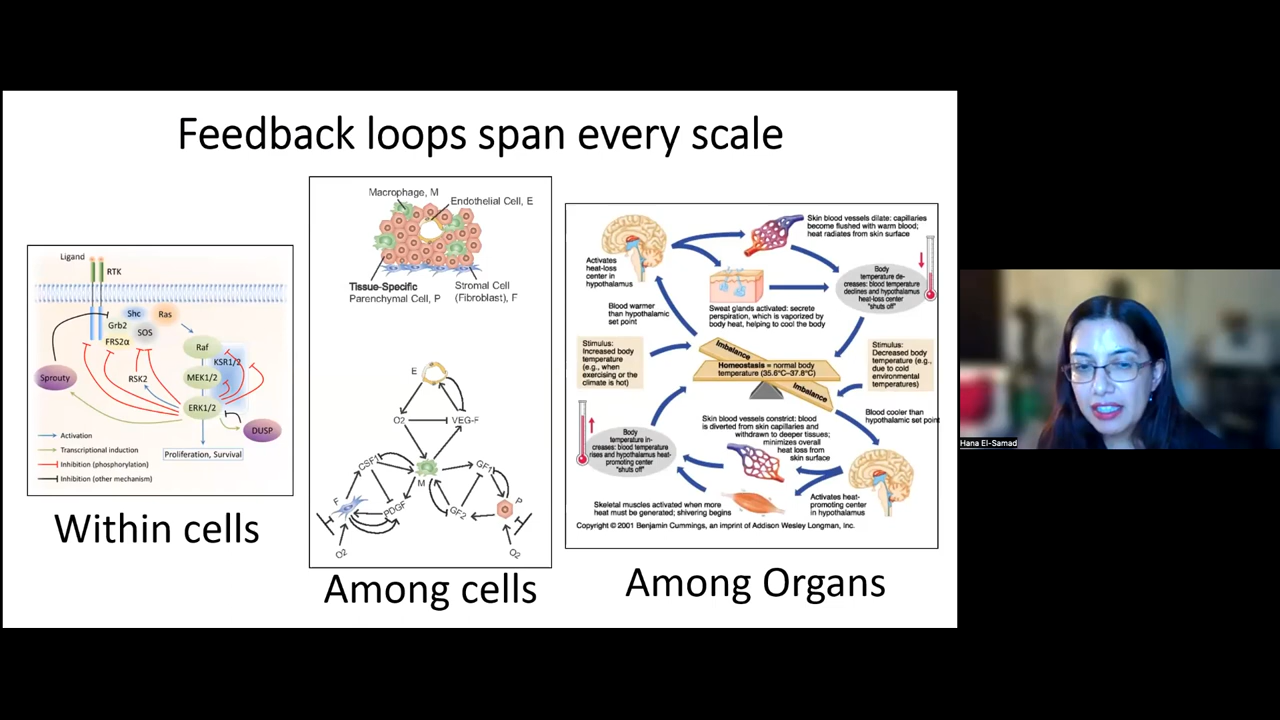 Feedback loops span every scale
Ligand
RTK
Shc
Ras
Grb2
SOS
FRS2α
Raf
KSR1/2
Sprouty
RSK2
MEK1/2
ERK1/2
DUSP
Activation
Transcriptional induction
Inhibition (phosphorylation)
Inhibition (other mechanism)
Proliferation, Survival
Within cells
Macrophage, M
Endothelial Cell, E
Tissue-Specific
Parenchymal Cell, P
Stromal Cell
(Fibroblast), F
E
O2
VEG-F
CSF1
M
GF1
F
PDGF
GF2
P
O2
O2
Among cells
Skin blood vessels dilate: capillaries
become flushed with warm blood;
heat radiates from skin surface
Activates
heat-loss
center in
hypothalamus
Body
temperature de-
creases: blood temperature
declines and hypothalamus
heat-loss center
"shuts off"
Sweat glands activated: secrete
perspiration, which is vaporized by
body heat, helping to cool the body
Blood warmer
than hypothalamic
set point
Stimulus:
Increased body
temperature
(e.g., when
exercising or the
climate is hot)
Imbalance
Homeostasis = normal body
temperature (35.6°C–37.8°C)
Imbalance
Stimulus:
Decreased body
temperature (e.g.,
due to cold
environmental
temperatures)
Blood cooler than
hypothalamic set point
Skin blood vessels constrict: blood
is diverted from skin capillaries and
withdrawn to deeper tissues;
minimizes overall
heat loss from
skin surface
Body
temperature in-
creases: blood temperature
rises and hypothalamus heat-
promoting center
"shuts off"
Skeletal muscles activated when more
heat must be generated; shivering begins
Activates heat-
promoting center
in hypothalamus
Copyright © 2001 Benjamin Cummings, an imprint of Addison Wesley Longman, Inc.
Among Organs
Hana El-Samad